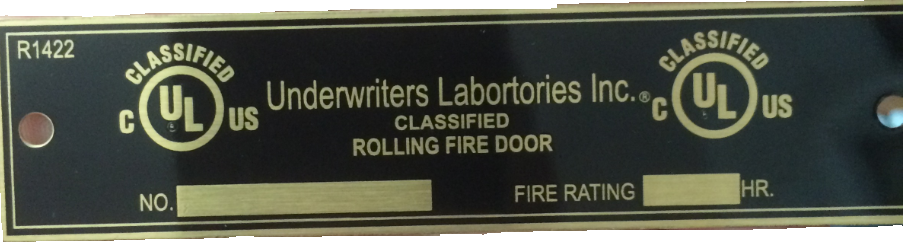 R1422
CLASSIFIED
C UL US
Underwriters Labortories Inc.®
CLASSIFIED
C UL US
CLASSIFIED
ROLLING FIRE DOOR
NO.
FIRE RATING HR.